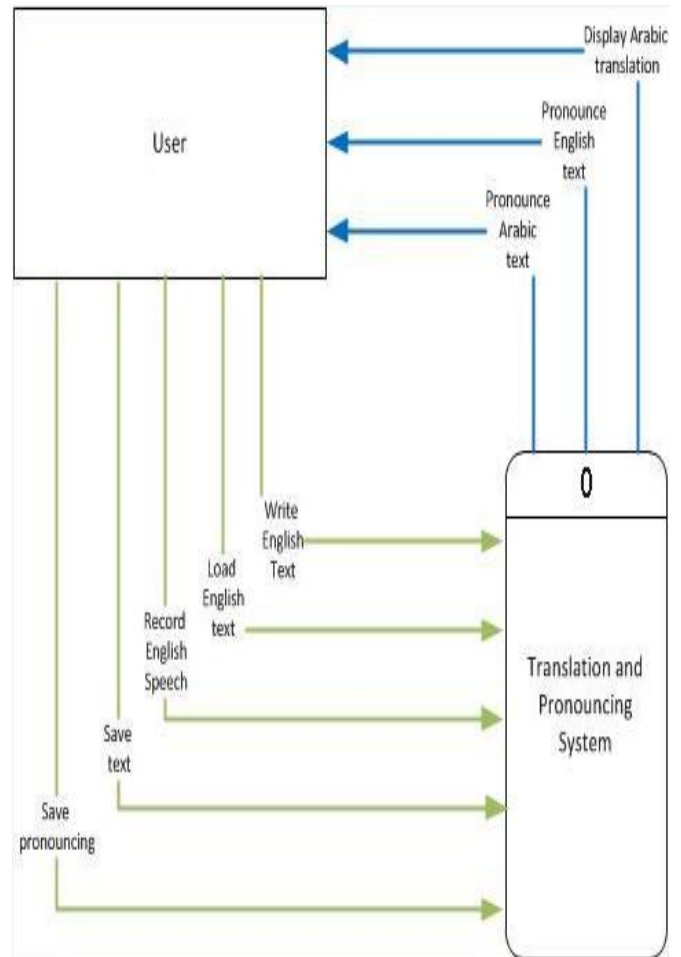 Display Arabic
translation
Pronounce
English
text
User
Pronounce
Arabic
text
0
Write
English
Text
Load
English
text
Record
English
Speech
Translation and
Pronouncing
System
Save
text
Save
pronouncing